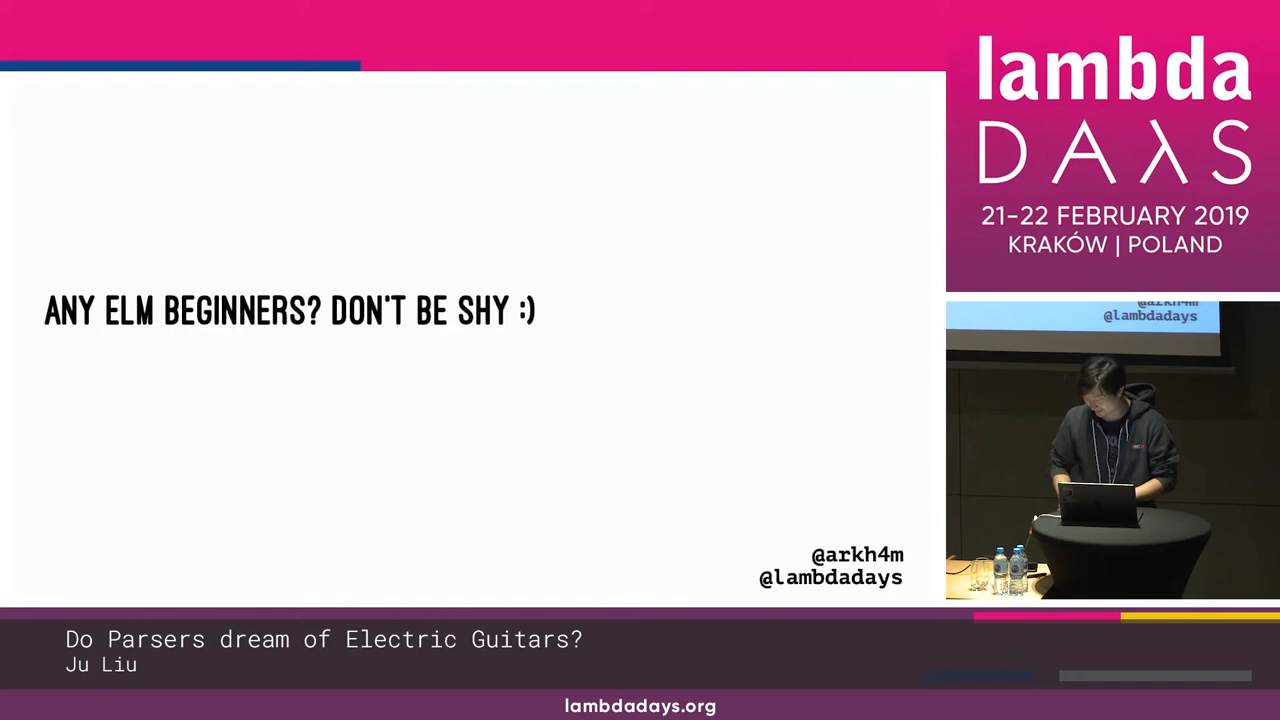 ANY ELM BEGINNERS? DON'T BE SHY :)
@arkh4m
@lambdadays
lambda
DAλS
21-22 FEBRUARY 2019
KRAKÓW | POLAND
@arkh4m
@lambdadays
Do Parsers dream of Electric Guitars?
Ju Liu
lambdadays.org